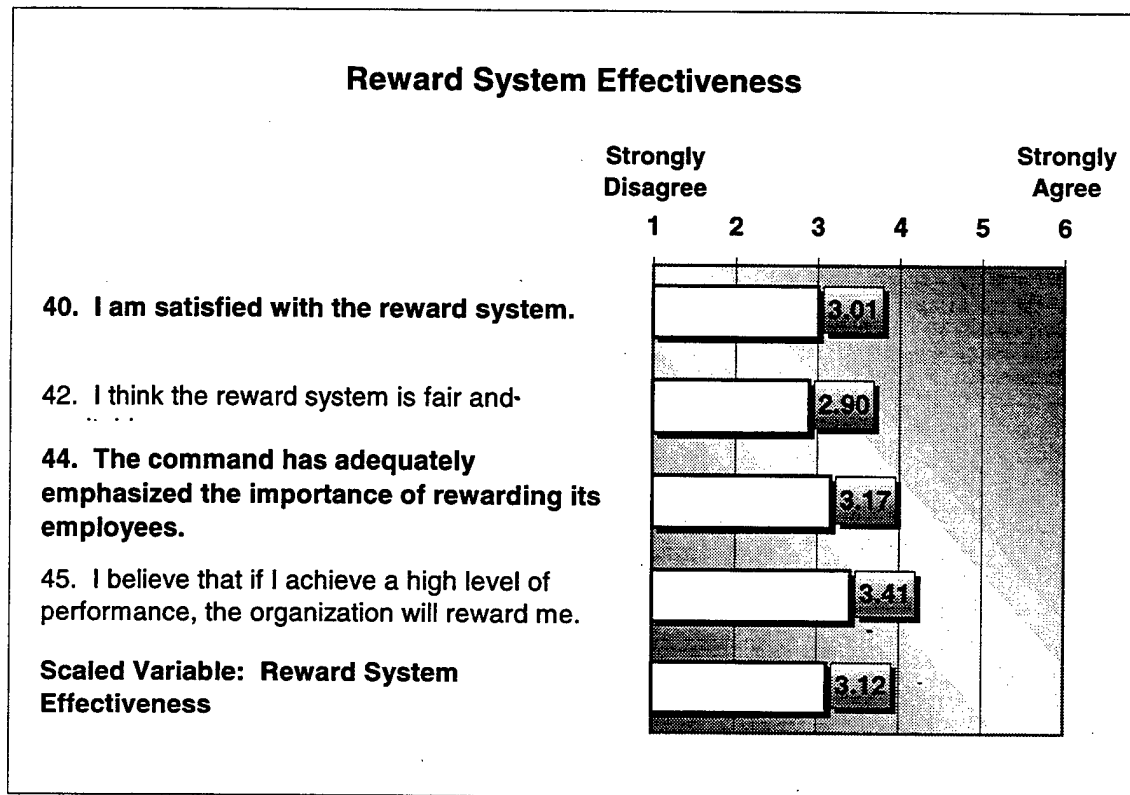 Reward System Effectiveness
Strongly Disagree
Strongly Agree
1 2 3 4 5 6
40. I am satisfied with the reward system.
3.01
42. I think the reward system is fair and
2.90
44. The command has adequately
emphasized the importance of rewarding its
employees.
3.17
45. I believe that if I achieve a high level of
performance, the organization will reward me.
3.41
Scaled Variable: Reward System
Effectiveness
3.12